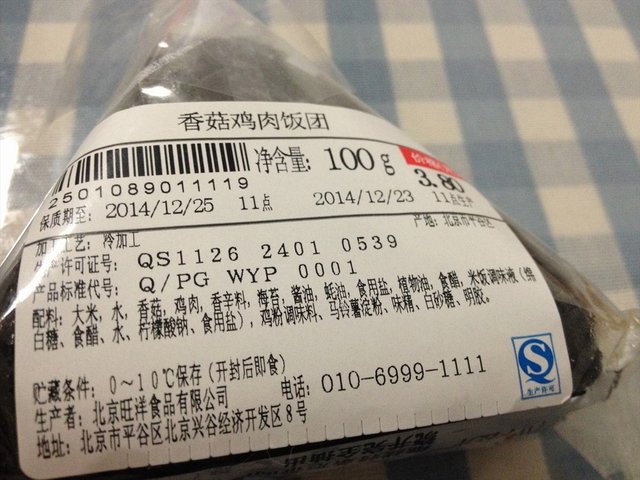 香菇鸡肉饭团
净含量: 100g
3.80
2501089011119
保质期至: 2014/12/25 11点 2014/12/23 11点生产
产地: 北京市平谷区
加工工艺: 冷加工
生产许可证号: QS1126 2401 0539
产品标准代号: Q/PG WYP 0001
配料: 大米, 水, 香菇, 鸡肉, 香辛料, 海苔, 酱油, 蚝油, 食用盐, 植物油, 食醋, 米饭调味液 (绵
白糖、食醋、水、柠檬酸钠、食用盐), 鸡粉调味料、马铃薯淀粉、味精、白砂糖、明胶。
贮藏条件: 0~10℃保存(开封后即食)
生产者: 北京旺洋食品有限公司 电话: 010-6999-1111
地址: 北京市平谷区北京兴谷经济开发区8号
生产许可